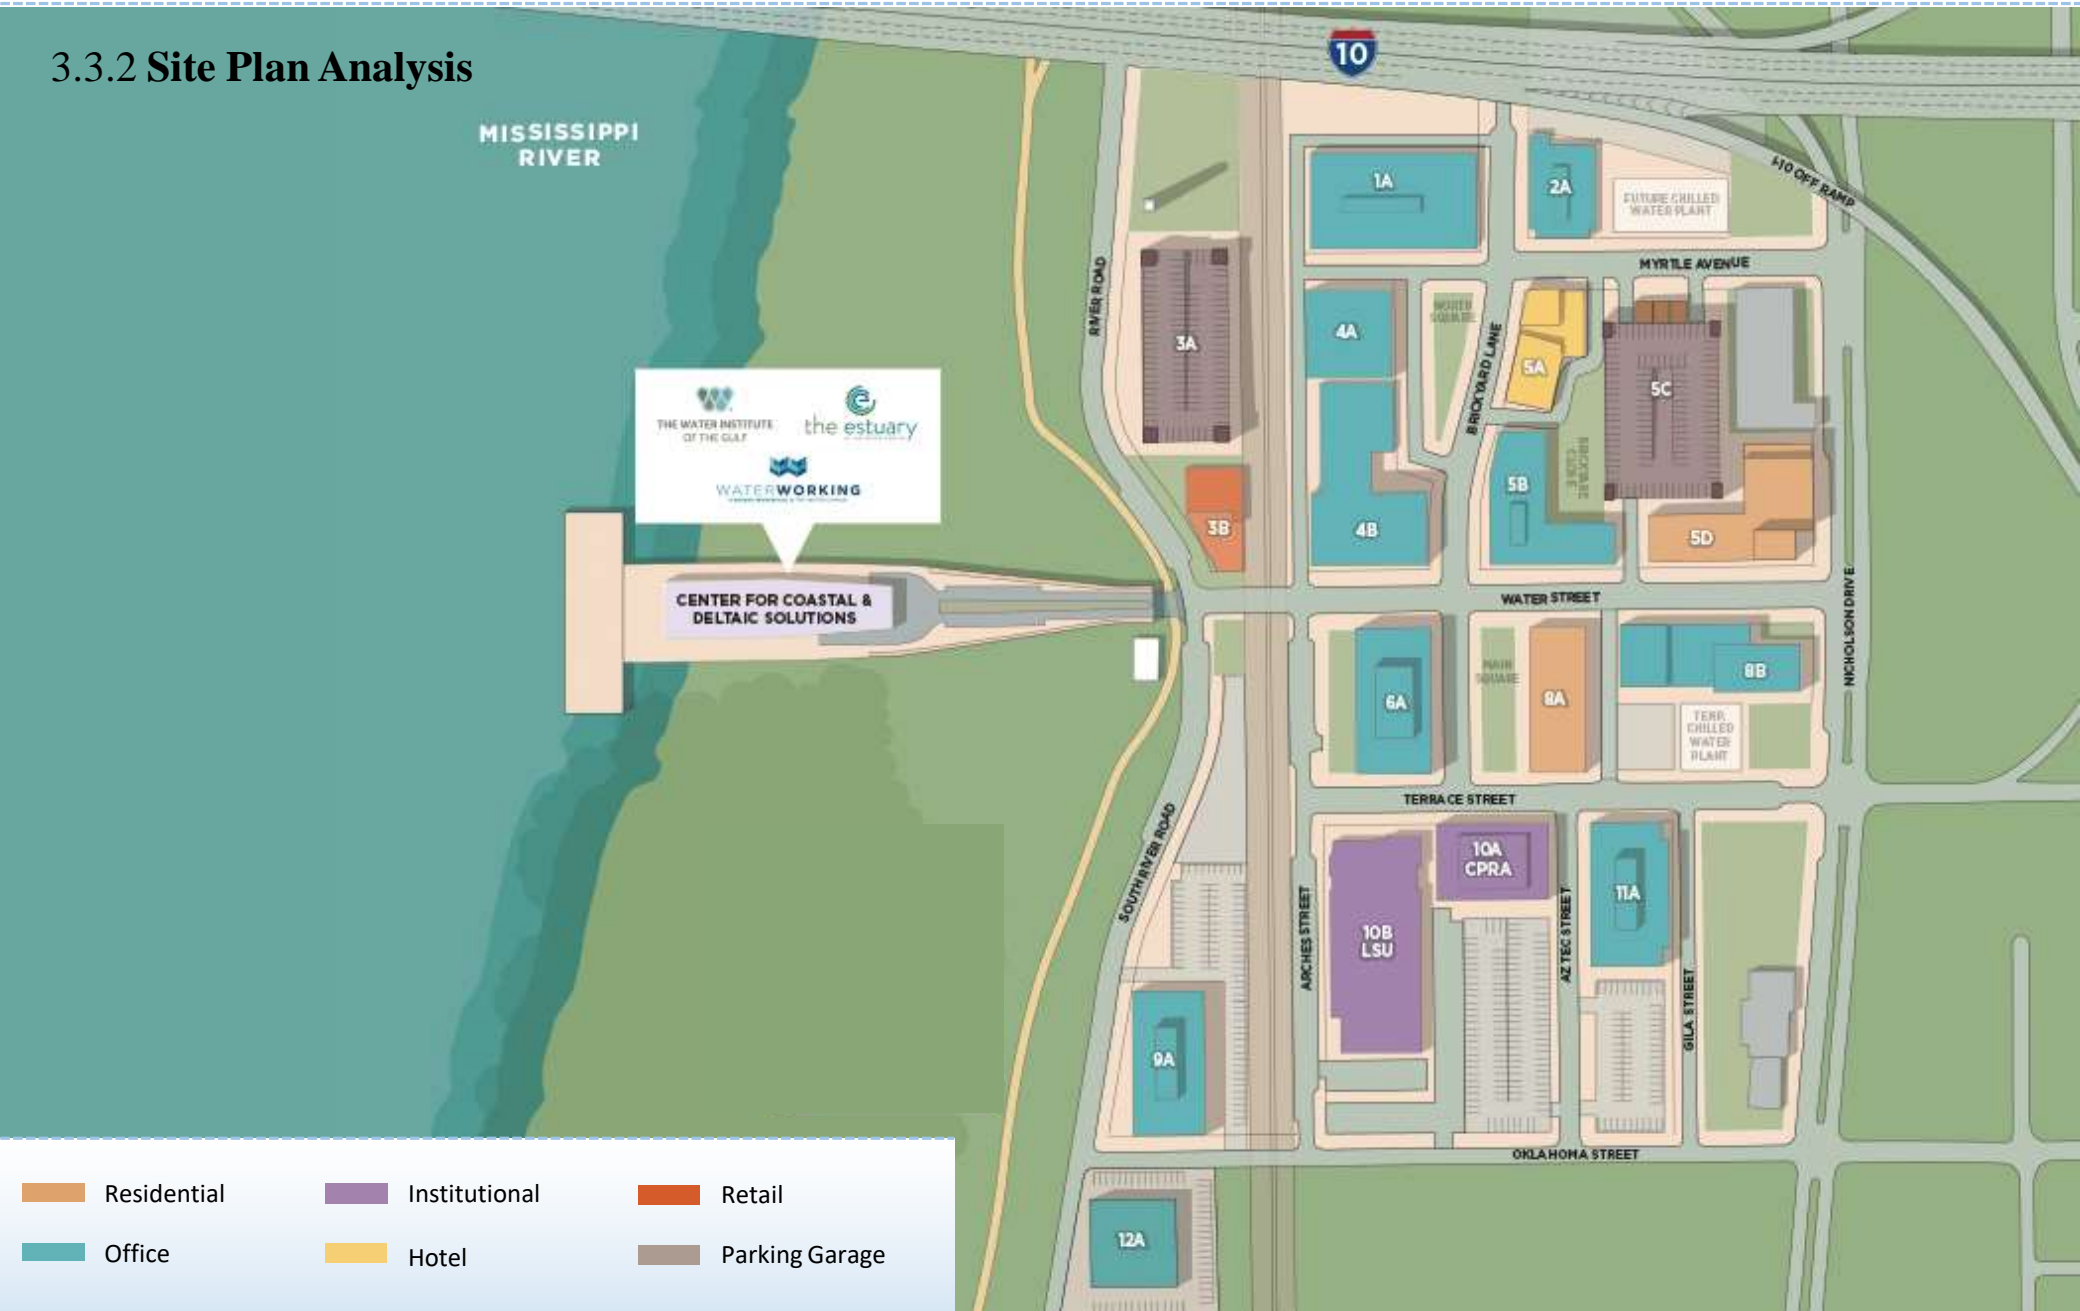 3.3.2 Site Plan Analysis
10
MISSISSIPPI
RIVER
I-10 OFF RAMP
1A
2A
FUTURE CHILLED
WATER PLANT
MYRTLE AVENUE
RIVER ROAD
3A
4A
NORTH
SQUARE
BRICKYARD LANE
5A
5C
THE WATER INSTITUTE
OF THE GULF
the estuary
WATERWORKING
3B
4B
5B
5D
CENTER FOR COASTAL &
DELTAIC SOLUTIONS
WATER STREET
NICHOLSON DRIVE
6A
MAIN
SQUARE
8A
8B
TEMP.
CHILLED
WATER
PLANT
TERRACE STREET
SOUTH RIVER ROAD
ARCHES STREET
10A
CPRA
10B
LSU
AZTEC STREET
11A
GILA STREET
9A
OKLAHOMA STREET
12A
Residential
Institutional
Retail
Office
Hotel
Parking Garage